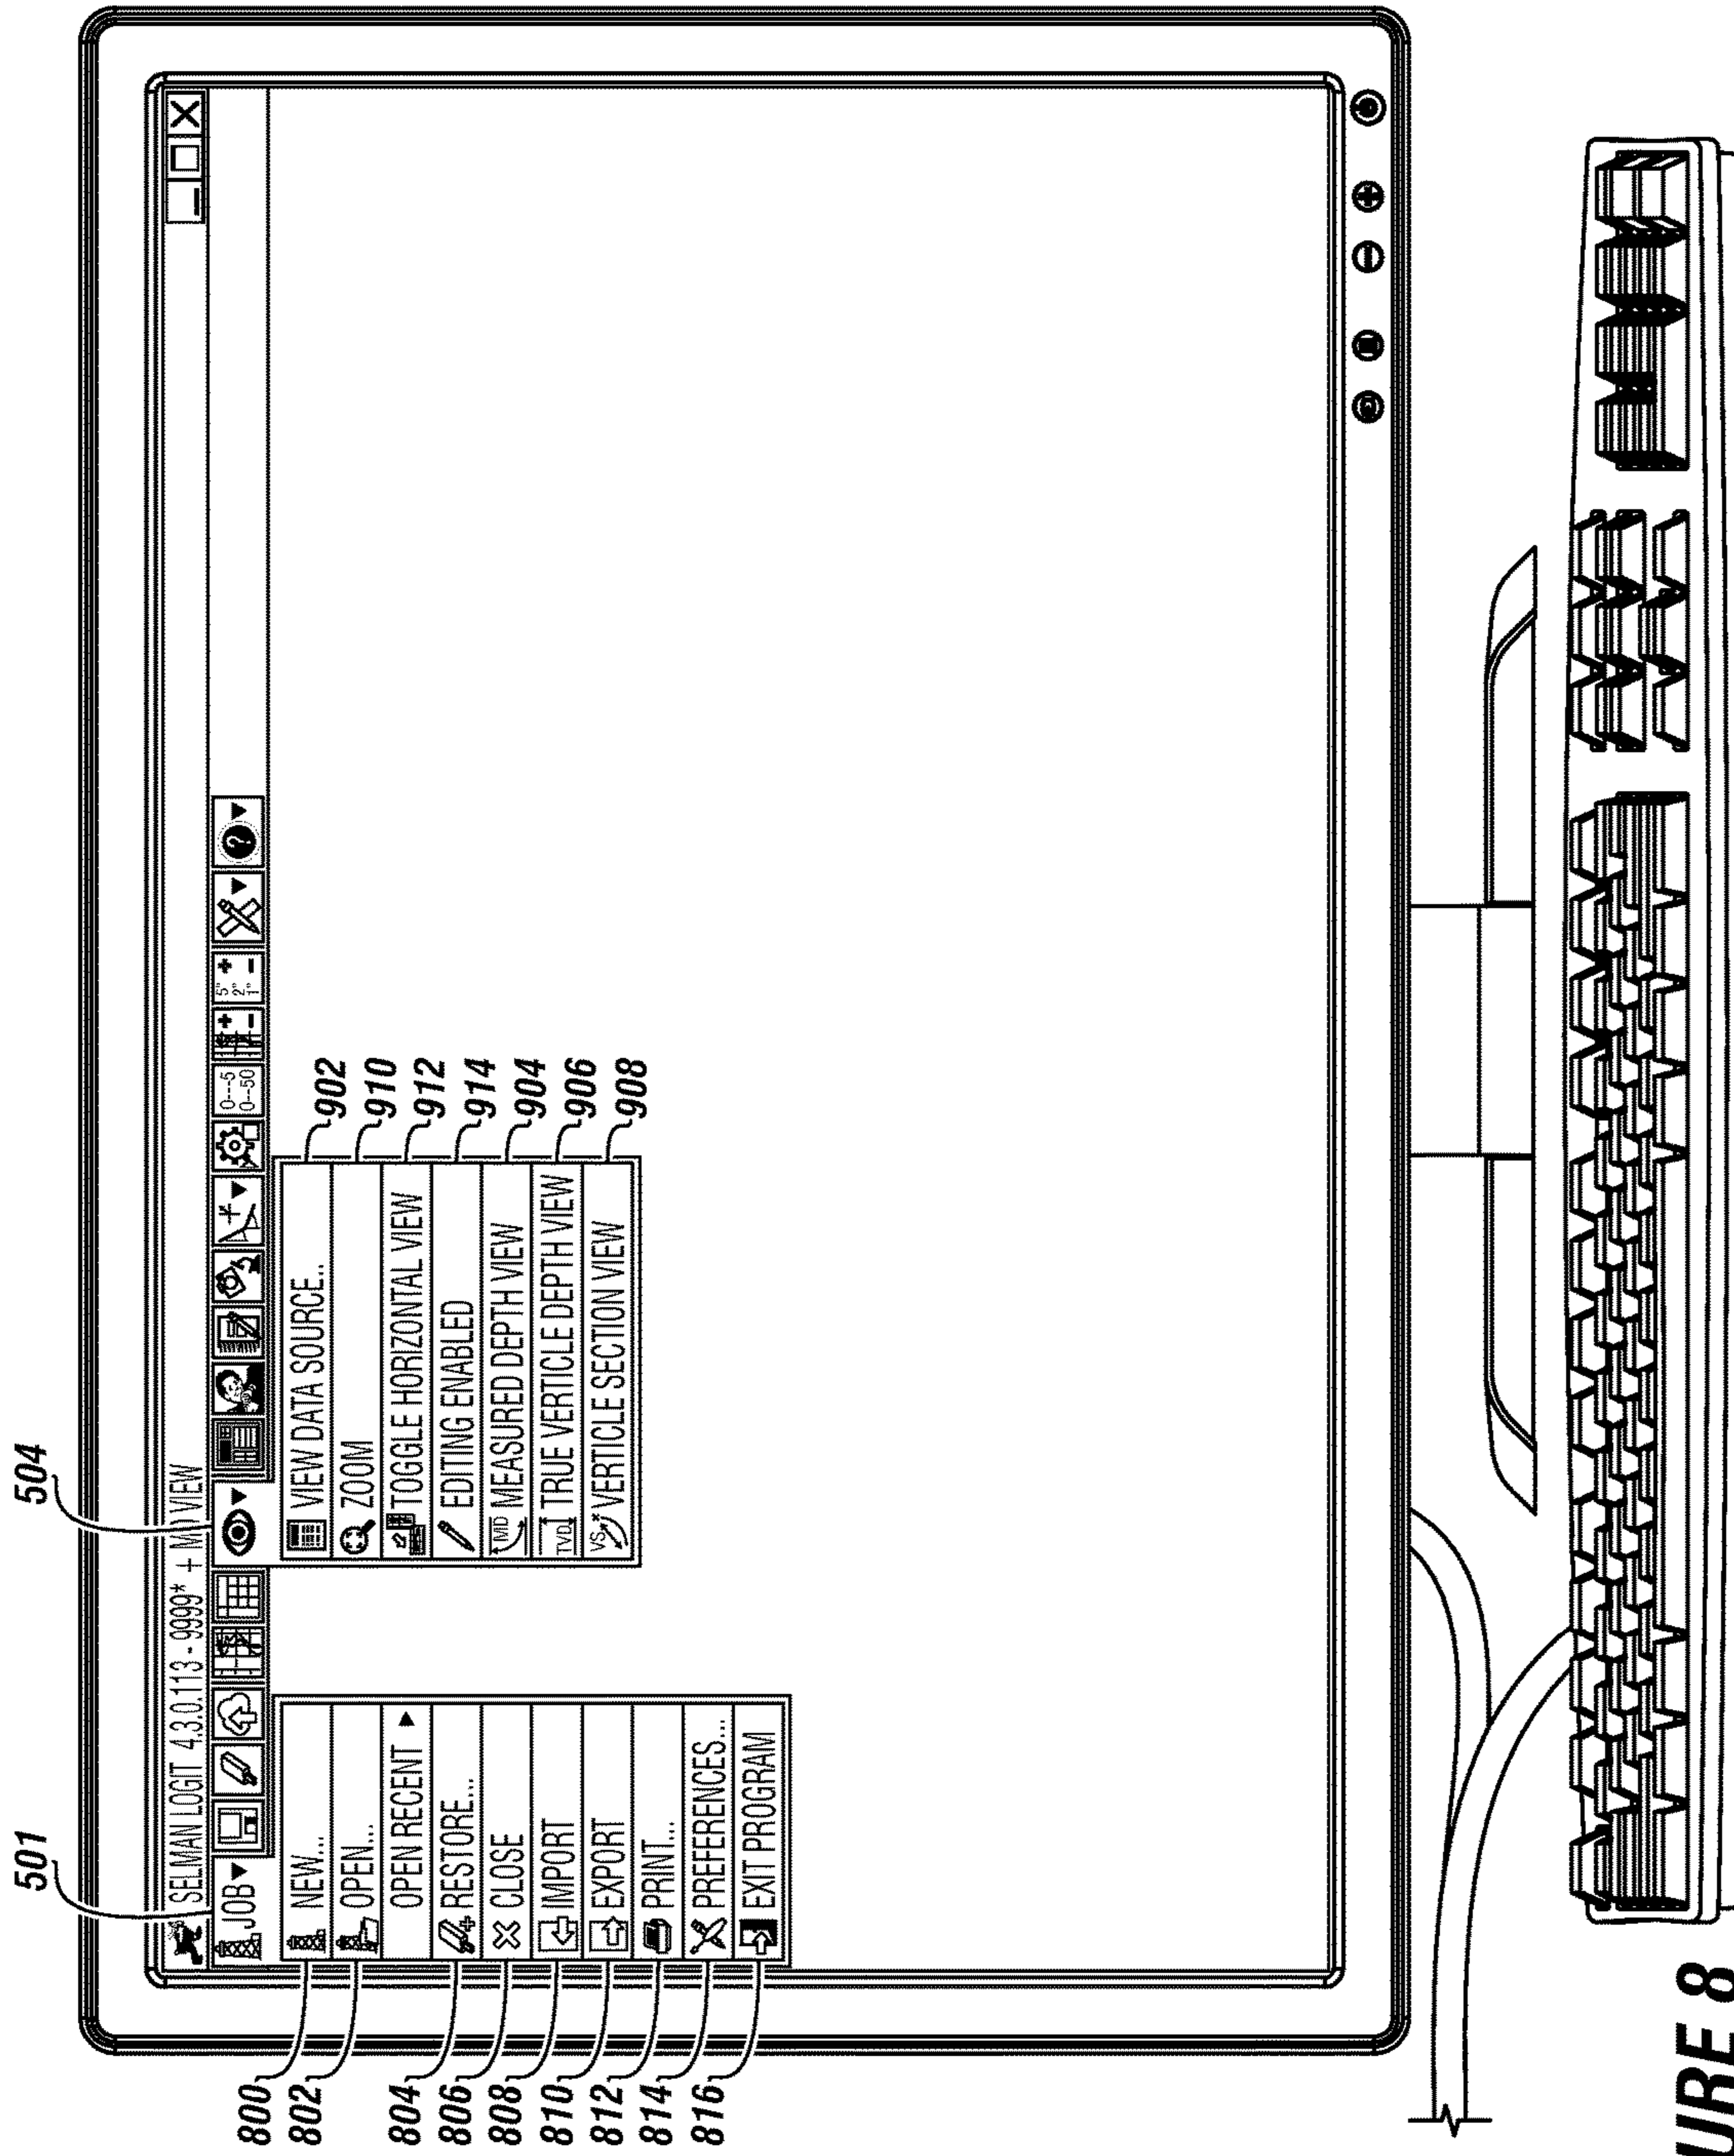 501
504
SELMAN LOGIT 4.3.0.113 - 9999* + MD VIEW
JOB
0---5
0---50
5"
2"
1"
?
800 NEW...
802 OPEN...
OPEN RECENT
804 RESTORE...
806 CLOSE
808 IMPORT
810 EXPORT
812 PRINT...
814 PREFERENCES...
816 EXIT PROGRAM
VIEW DATA SOURCE... 902
ZOOM 910
TOGGLE HORIZONTAL VIEW 912
EDITING ENABLED 914
MD MEASURED DEPTH VIEW 904
TVD TRUE VERTICLE DEPTH VIEW 906
VS VERTICLE SECTION VIEW 908
URE 8